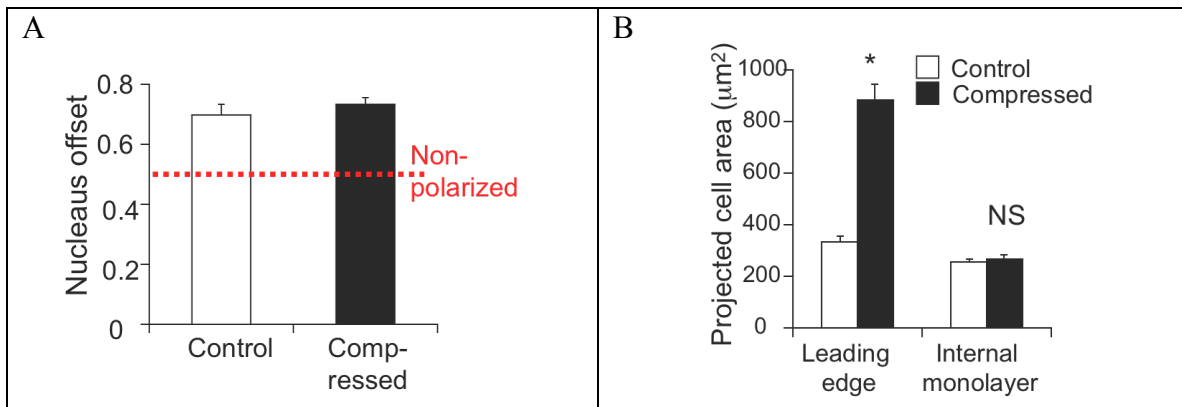 A
Nucleaus offset
0.8
0.6
0.4
0.2
0
Non-
polarized
Control
Comp-
ressed
B
Projected cell area (μm²)
1000
800
600
400
200
0
*
Control
Compressed
NS
Leading
edge
Internal
monolayer